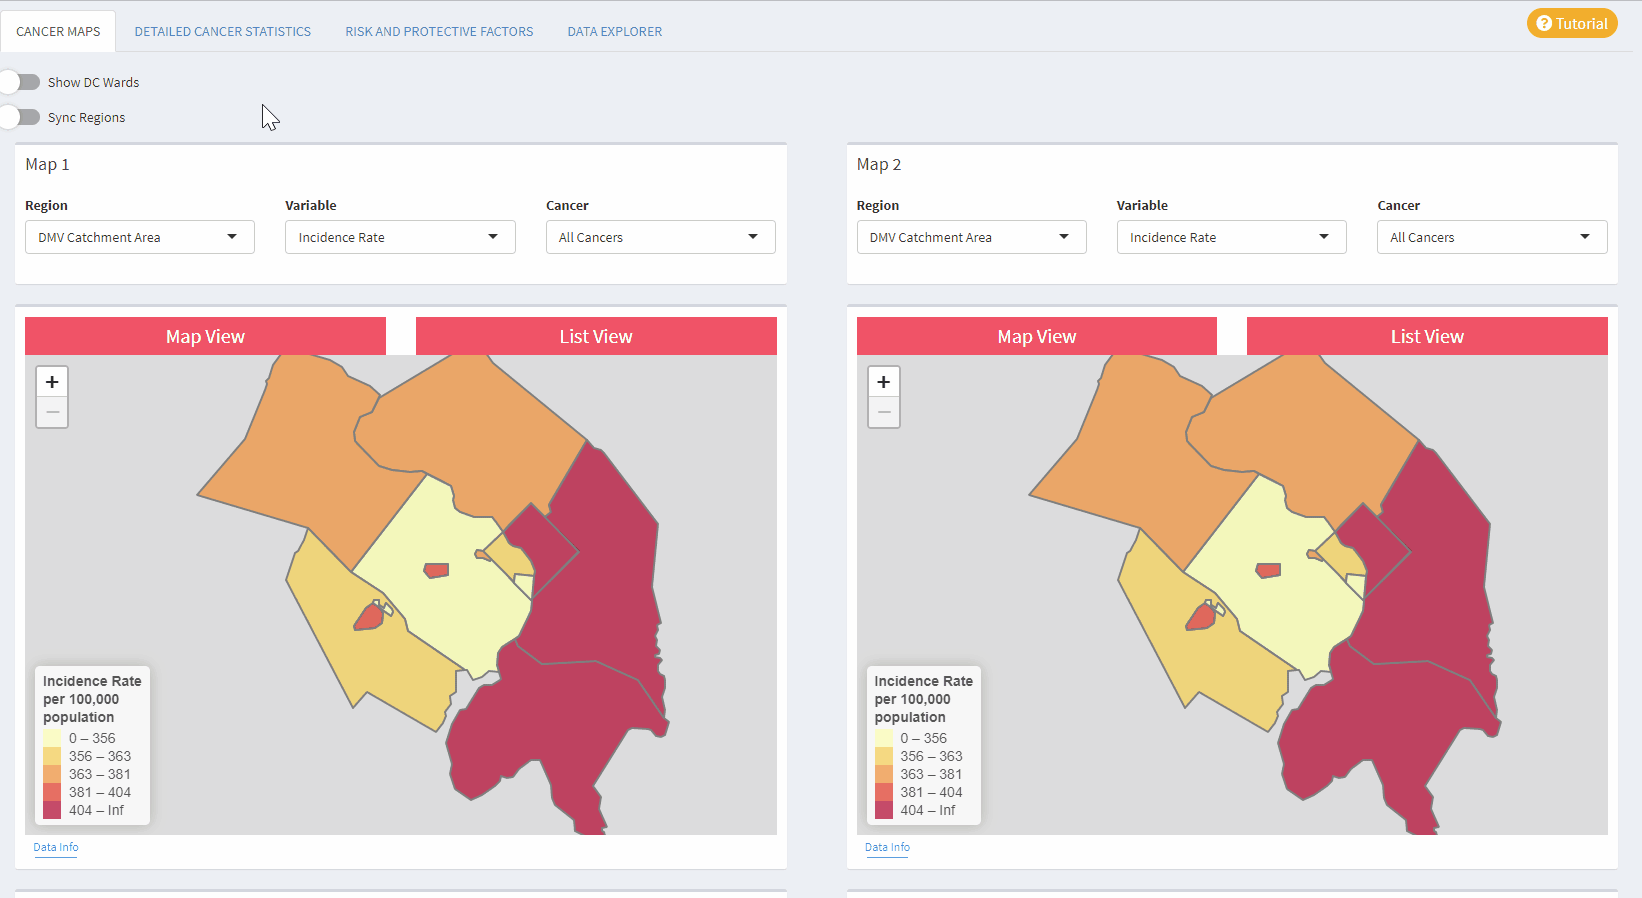 CANCER MAPS DETAILED CANCER STATISTICS RISK AND PROTECTIVE FACTORS DATA EXPLORER ? Tutorial
Show DC Wards
Sync Regions
Map 1
Region Variable Cancer
DMV Catchment Area Incidence Rate All Cancers
Map View List View
+
−
Incidence Rate
per 100,000
population
0 – 356
356 – 363
363 – 381
381 – 404
404 – Inf
Data Info
Map 2
Region Variable Cancer
DMV Catchment Area Incidence Rate All Cancers
Map View List View
+
−
Incidence Rate
per 100,000
population
0 – 356
356 – 363
363 – 381
381 – 404
404 – Inf
Data Info